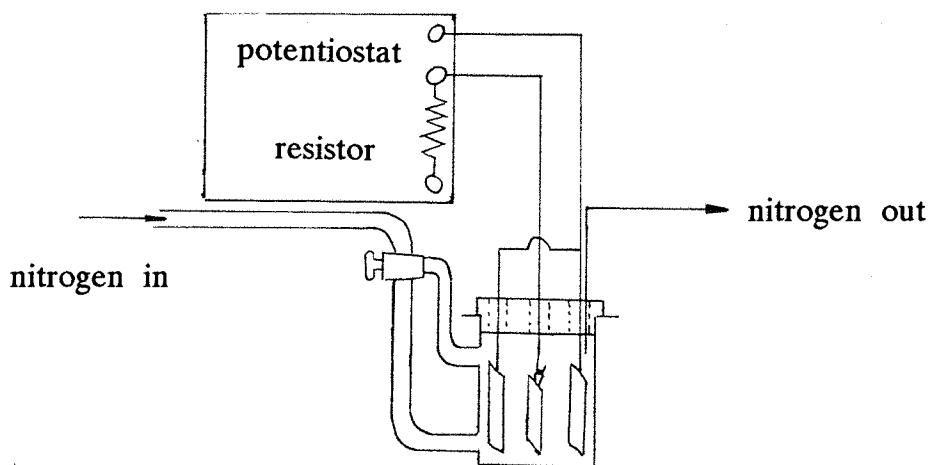 potentiostat
resistor
nitrogen out
nitrogen in